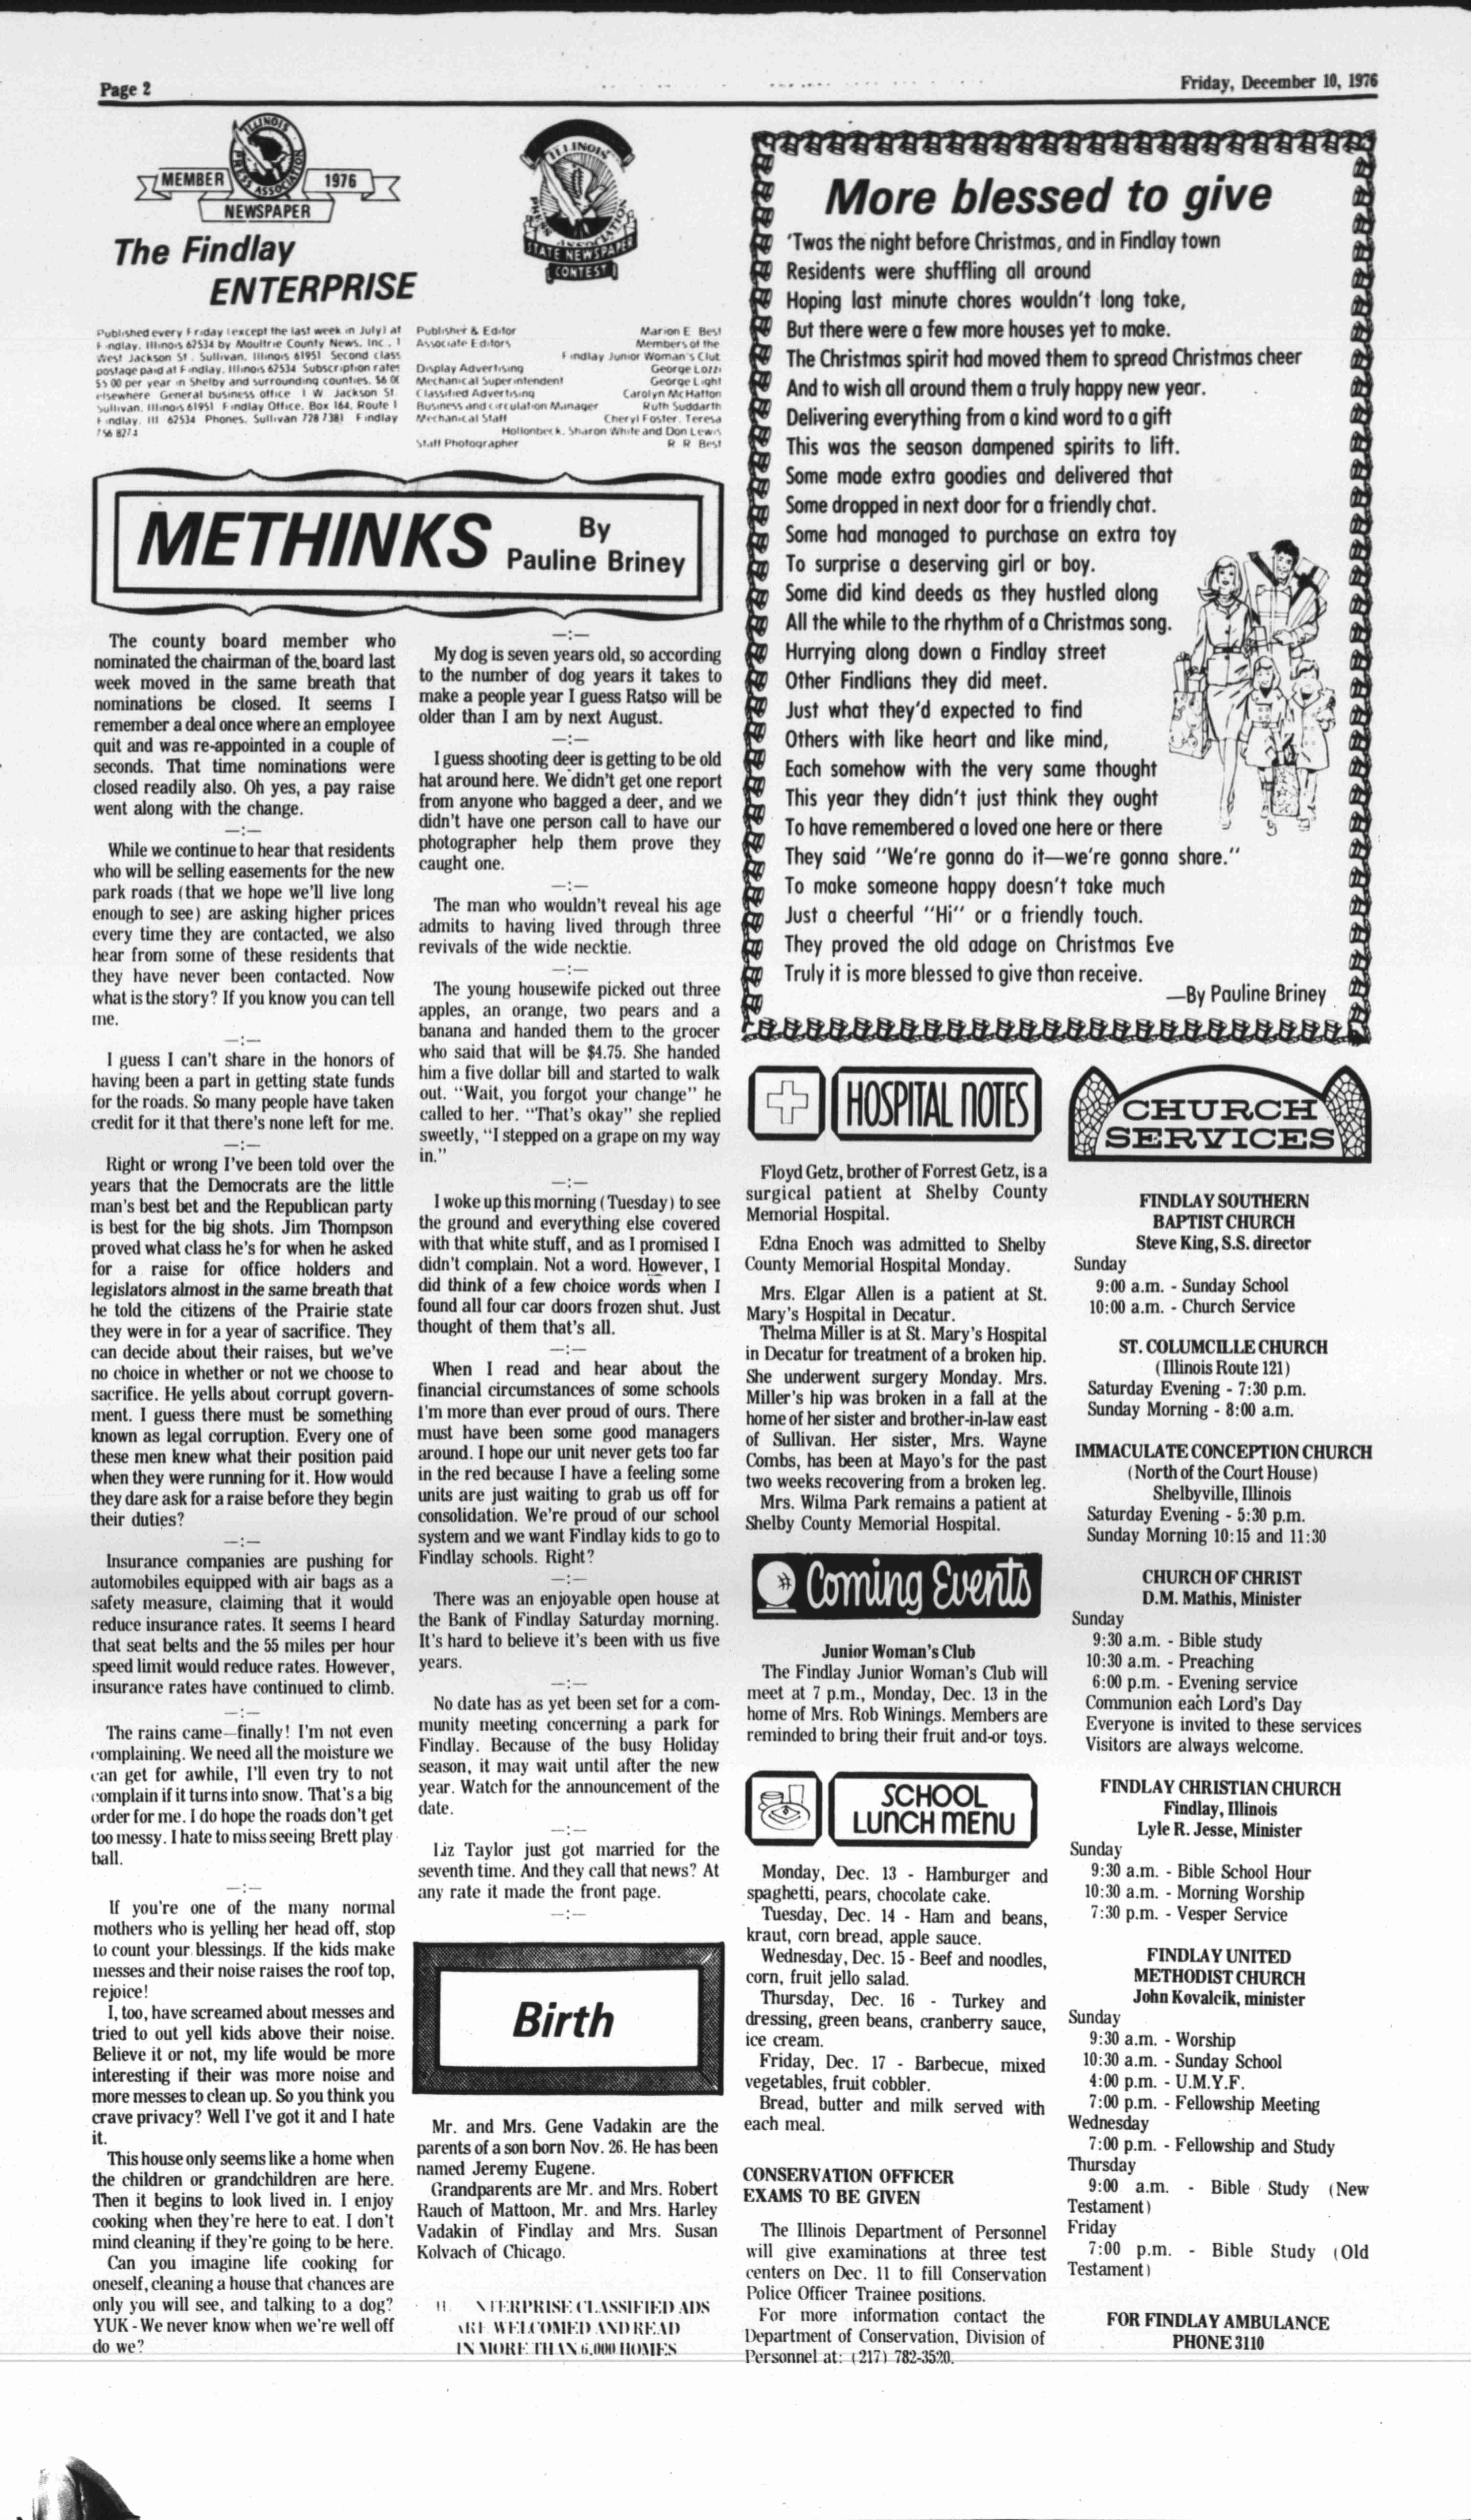 Page 2
Friday, December 10, 1976
ILLINOIS
PRESS ASSOCIATION
MEMBER
1976
NEWSPAPER
The Findlay
ENTERPRISE
ILLINOIS
PRESS ASSOCIATION
STATE NEWSPAPER
CONTEST
Published every Friday (except the last week in July) at
Findlay, Illinois 62534 by Moultrie County News, Inc., 1
West Jackson St., Sullivan, Illinois 61951 Second class
postage paid at Findlay, Illinois 62534 Subscription rates
$5.00 per year in Shelby and surrounding counties, $6.00
elsewhere General business office 1 W Jackson St.
Sullivan, Illinois 61951 Findlay Office, Box 164, Route 1
Findlay, Ill 62534 Phones, Sullivan 728 7381 Findlay
756 8274
Publisher & Editor Marion E Best
Associate Editors Members of the
Findlay Junior Woman's Club
Display Advertising George Lozzi
Mechanical Superintendent George Light
Classified Advertising Carolyn McHatton
Business and circulation Manager Ruth Suddarth
Mechanical Staff Cheryl Foster, Teresa
Hollonbeck, Sharon White and Don Lewis
Staff Photographer R R Best
METHINKS
By
Pauline Briney
The county board member who
nominated the chairman of the board last
week moved in the same breath that
nominations be closed. It seems I
remember a deal once where an employee
quit and was re-appointed in a couple of
seconds. That time nominations were
closed readily also. Oh yes, a pay raise
went along with the change.
—:—
While we continue to hear that residents
who will be selling easements for the new
park roads (that we hope we'll live long
enough to see) are asking higher prices
every time they are contacted, we also
hear from some of these residents that
they have never been contacted. Now
what is the story? If you know you can tell
me.
—:—
I guess I can't share in the honors of
having been a part in getting state funds
for the roads. So many people have taken
credit for it that there's none left for me.
—:—
Right or wrong I've been told over the
years that the Democrats are the little
man's best bet and the Republican party
is best for the big shots. Jim Thompson
proved what class he's for when he asked
for a raise for office holders and
legislators almost in the same breath that
he told the citizens of the Prairie state
they were in for a year of sacrifice. They
can decide about their raises, but we've
no choice in whether or not we choose to
sacrifice. He yells about corrupt govern-
ment. I guess there must be something
known as legal corruption. Every one of
these men knew what their position paid
when they were running for it. How would
they dare ask for a raise before they begin
their duties?
—:—
Insurance companies are pushing for
automobiles equipped with air bags as a
safety measure, claiming that it would
reduce insurance rates. It seems I heard
that seat belts and the 55 miles per hour
speed limit would reduce rates. However,
insurance rates have continued to climb.
—:—
The rains came—finally! I'm not even
complaining. We need all the moisture we
can get for awhile, I'll even try to not
complain if it turns into snow. That's a big
order for me. I do hope the roads don't get
too messy. I hate to miss seeing Brett play
ball.
—:—
If you're one of the many normal
mothers who is yelling her head off, stop
to count your blessings. If the kids make
messes and their noise raises the roof top,
rejoice!
I, too, have screamed about messes and
tried to out yell kids above their noise.
Believe it or not, my life would be more
interesting if their was more noise and
more messes to clean up. So you think you
crave privacy? Well I've got it and I hate
it.
This house only seems like a home when
the children or grandchildren are here.
Then it begins to look lived in. I enjoy
cooking when they're here to eat. I don't
mind cleaning if they're going to be here.
Can you imagine life cooking for
oneself, cleaning a house that chances are
only you will see, and talking to a dog?
YUK - We never know when we're well off
do we?
—:—
My dog is seven years old, so according
to the number of dog years it takes to
make a people year I guess Ratso will be
older than I am by next August.
—:—
I guess shooting deer is getting to be old
hat around here. We didn't get one report
from anyone who bagged a deer, and we
didn't have one person call to have our
photographer help them prove they
caught one.
—:—
The man who wouldn't reveal his age
admits to having lived through three
revivals of the wide necktie.
—:—
The young housewife picked out three
apples, an orange, two pears and a
banana and handed them to the grocer
who said that will be $4.75. She handed
him a five dollar bill and started to walk
out. "Wait, you forgot your change" he
called to her. "That's okay" she replied
sweetly, "I stepped on a grape on my way
in."
—:—
I woke up this morning (Tuesday) to see
the ground and everything else covered
with that white stuff, and as I promised I
didn't complain. Not a word. However, I
did think of a few choice words when I
found all four car doors frozen shut. Just
thought of them that's all.
—:—
When I read and hear about the
financial circumstances of some schools
I'm more than ever proud of ours. There
must have been some good managers
around. I hope our unit never gets too far
in the red because I have a feeling some
units are just waiting to grab us off for
consolidation. We're proud of our school
system and we want Findlay kids to go to
Findlay schools. Right?
—:—
There was an enjoyable open house at
the Bank of Findlay Saturday morning.
It's hard to believe it's been with us five
years.
—:—
No date has as yet been set for a com-
munity meeting concerning a park for
Findlay. Because of the busy Holiday
season, it may wait until after the new
year. Watch for the announcement of the
date.
—:—
Liz Taylor just got married for the
seventh time. And they call that news? At
any rate it made the front page.
—:—
Birth
Mr. and Mrs. Gene Vadakin are the
parents of a son born Nov. 26. He has been
named Jeremy Eugene.
Grandparents are Mr. and Mrs. Robert
Rauch of Mattoon, Mr. and Mrs. Harley
Vadakin of Findlay and Mrs. Susan
Kolvach of Chicago.
CLASSIFIED ADS
ARE WELCOMED AND READ
IN MORE THAN 6,000 HOMES
More blessed to give
'Twas the night before Christmas, and in Findlay town
Residents were shuffling all around
Hoping last minute chores wouldn't long take,
But there were a few more houses yet to make.
The Christmas spirit had moved them to spread Christmas cheer
And to wish all around them a truly happy new year.
Delivering everything from a kind word to a gift
This was the season dampened spirits to lift.
Some made extra goodies and delivered that
Some dropped in next door for a friendly chat.
Some had managed to purchase an extra toy
To surprise a deserving girl or boy.
Some did kind deeds as they hustled along
All the while to the rhythm of a Christmas song.
Hurrying along down a Findlay street
Other Findlians they did meet.
Just what they'd expected to find
Others with like heart and like mind,
Each somehow with the very same thought
This year they didn't just think they ought
To have remembered a loved one here or there
They said "We're gonna do it—we're gonna share."
To make someone happy doesn't take much
Just a cheerful "Hi" or a friendly touch.
They proved the old adage on Christmas Eve
Truly it is more blessed to give than receive.
—By Pauline Briney
HOSPITAL NOTES
Floyd Getz, brother of Forrest Getz, is a
surgical patient at Shelby County
Memorial Hospital.
Edna Enoch was admitted to Shelby
County Memorial Hospital Monday.
Mrs. Elgar Allen is a patient at St.
Mary's Hospital in Decatur.
Thelma Miller is at St. Mary's Hospital
in Decatur for treatment of a broken hip.
She underwent surgery Monday. Mrs.
Miller's hip was broken in a fall at the
home of her sister and brother-in-law east
of Sullivan. Her sister, Mrs. Wayne
Combs, has been at Mayo's for the past
two weeks recovering from a broken leg.
Mrs. Wilma Park remains a patient at
Shelby County Memorial Hospital.
Coming Events
Junior Woman's Club
The Findlay Junior Woman's Club will
meet at 7 p.m., Monday, Dec. 13 in the
home of Mrs. Rob Winings. Members are
reminded to bring their fruit and-or toys.
SCHOOL
LUNCH MENU
Monday, Dec. 13 - Hamburger and
spaghetti, pears, chocolate cake.
Tuesday, Dec. 14 - Ham and beans,
kraut, corn bread, apple sauce.
Wednesday, Dec. 15 - Beef and noodles,
corn, fruit jello salad.
Thursday, Dec. 16 - Turkey and
dressing, green beans, cranberry sauce,
ice cream.
Friday, Dec. 17 - Barbecue, mixed
vegetables, fruit cobbler.
Bread, butter and milk served with
each meal.
CONSERVATION OFFICER
EXAMS TO BE GIVEN
The Illinois Department of Personnel
will give examinations at three test
centers on Dec. 11 to fill Conservation
Police Officer Trainee positions.
For more information contact the
Department of Conservation, Division of
Personnel at: (217) 782-3520.
CHURCH
SERVICES
FINDLAY SOUTHERN
BAPTIST CHURCH
Steve King, S.S. director
Sunday
9:00 a.m. - Sunday School
10:00 a.m. - Church Service
ST. COLUMCILLE CHURCH
(Illinois Route 121)
Saturday Evening - 7:30 p.m.
Sunday Morning - 8:00 a.m.
IMMACULATE CONCEPTION CHURCH
(North of the Court House)
Shelbyville, Illinois
Saturday Evening - 5:30 p.m.
Sunday Morning 10:15 and 11:30
CHURCH OF CHRIST
D.M. Mathis, Minister
Sunday
9:30 a.m. - Bible study
10:30 a.m. - Preaching
6:00 p.m. - Evening service
Communion each Lord's Day
Everyone is invited to these services
Visitors are always welcome.
FINDLAY CHRISTIAN CHURCH
Findlay, Illinois
Lyle R. Jesse, Minister
Sunday
9:30 a.m. - Bible School Hour
10:30 a.m. - Morning Worship
7:30 p.m. - Vesper Service
FINDLAY UNITED
METHODIST CHURCH
John Kovalcik, minister
Sunday
9:30 a.m. - Worship
10:30 a.m. - Sunday School
4:00 p.m. - U.M.Y.F.
7:00 p.m. - Fellowship Meeting
Wednesday
7:00 p.m. - Fellowship and Study
Thursday
9:00 a.m. - Bible Study (New
Testament)
Friday
7:00 p.m. - Bible Study (Old
Testament)
FOR FINDLAY AMBULANCE
PHONE 3110